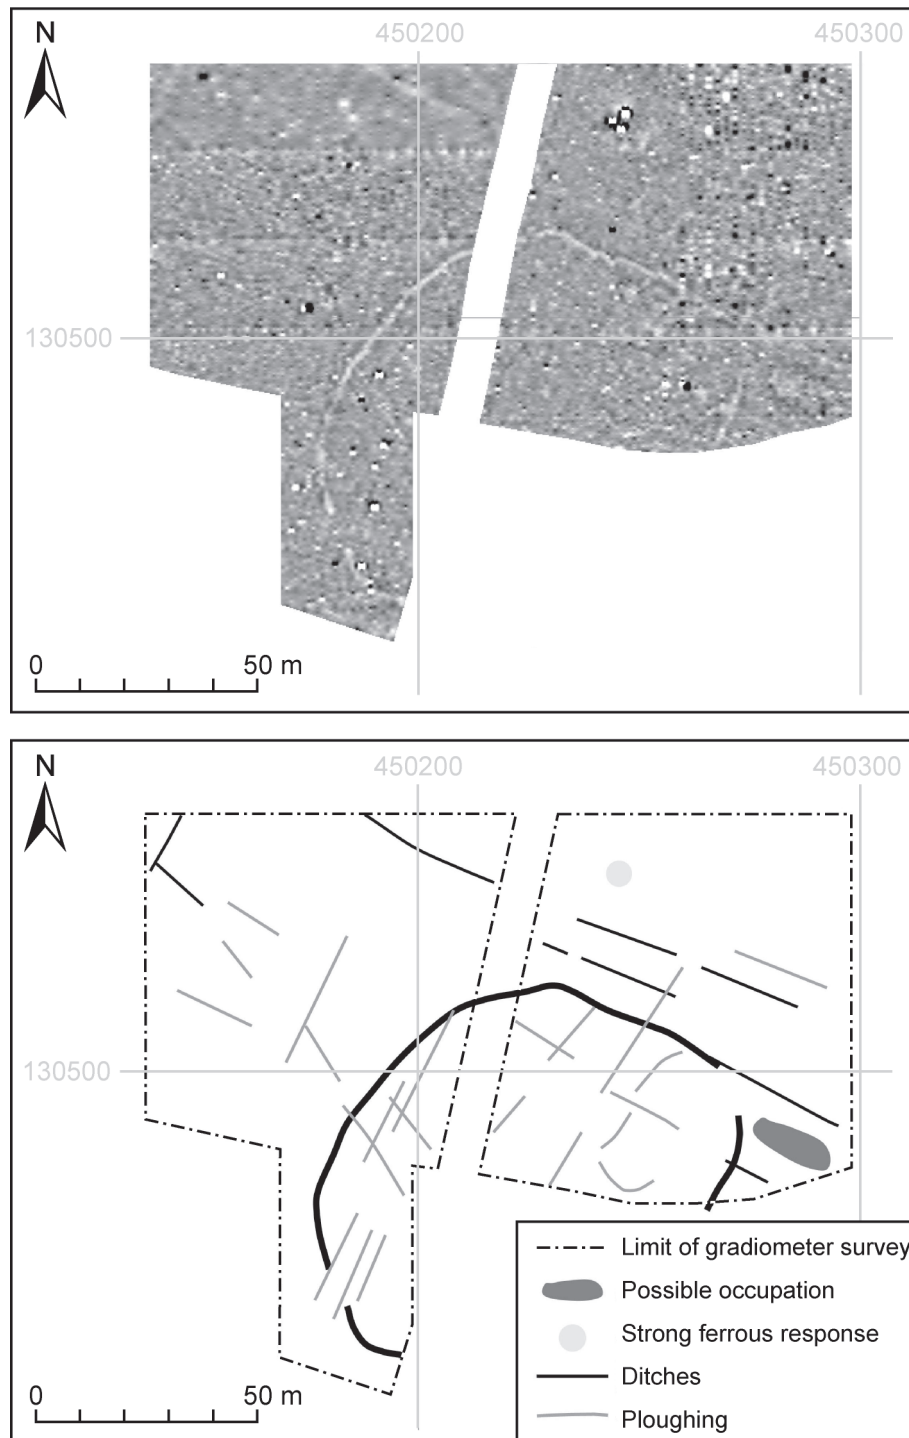 N
450200 450300
130500
0 50 m
N
450200 450300
130500
Limit of gradiometer survey
Possible occupation
Strong ferrous response
Ditches
Ploughing
0 50 m